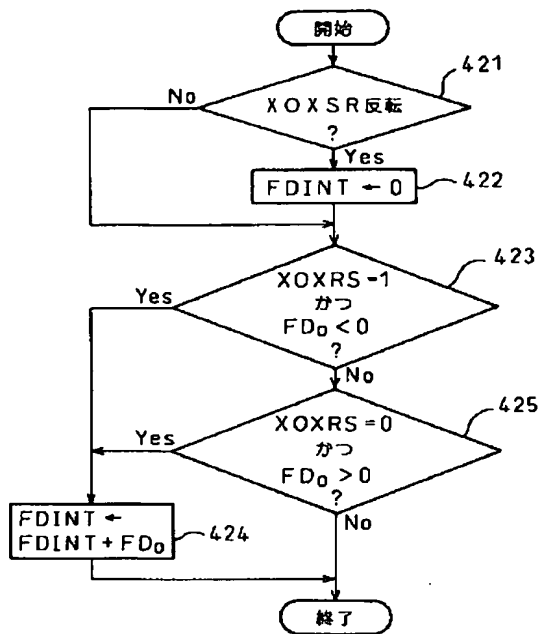 開始
421
XOXSR反転
?
No
Yes
FDINT ← 0
422
423
XOXRS-1
かつ
FD₀<0
?
Yes
No
425
XOXRS=0
かつ
FD₀>0
?
Yes
No
FDINT ←
FDINT+FD₀
424
終了